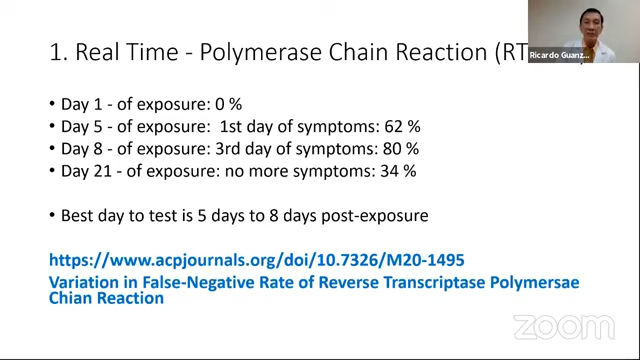 1. Real Time - Polymerase Chain Reaction (RT
Ricardo Guanz...
• Day 1 - of exposure: 0 %
• Day 5 - of exposure: 1st day of symptoms: 62 %
• Day 8 - of exposure: 3rd day of symptoms: 80 %
• Day 21 - of exposure: no more symptoms: 34 %
• Best day to test is 5 days to 8 days post-exposure
https://www.acpjournals.org/doi/10.7326/M20-1495
Variation in False-Negative Rate of Reverse Transcriptase Polymersae
Chian Reaction
zoom